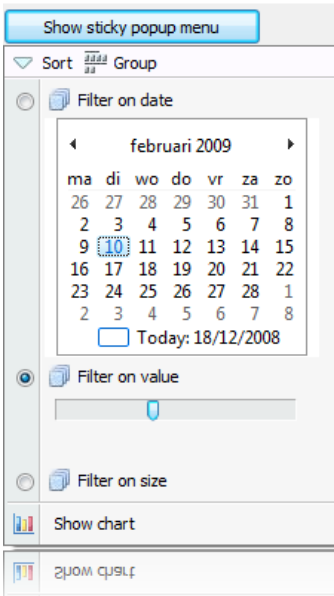 Show sticky popup menu
Sort Group
Filter on date
februari 2009
ma di wo do vr za zo
26 27 28 29 30 31 1
2 3 4 5 6 7 8
9 10 11 12 13 14 15
16 17 18 19 20 21 22
23 24 25 26 27 28 1
2 3 4 5 6 7 8
Today: 18/12/2008
Filter on value
Filter on size
Show chart
Show chart